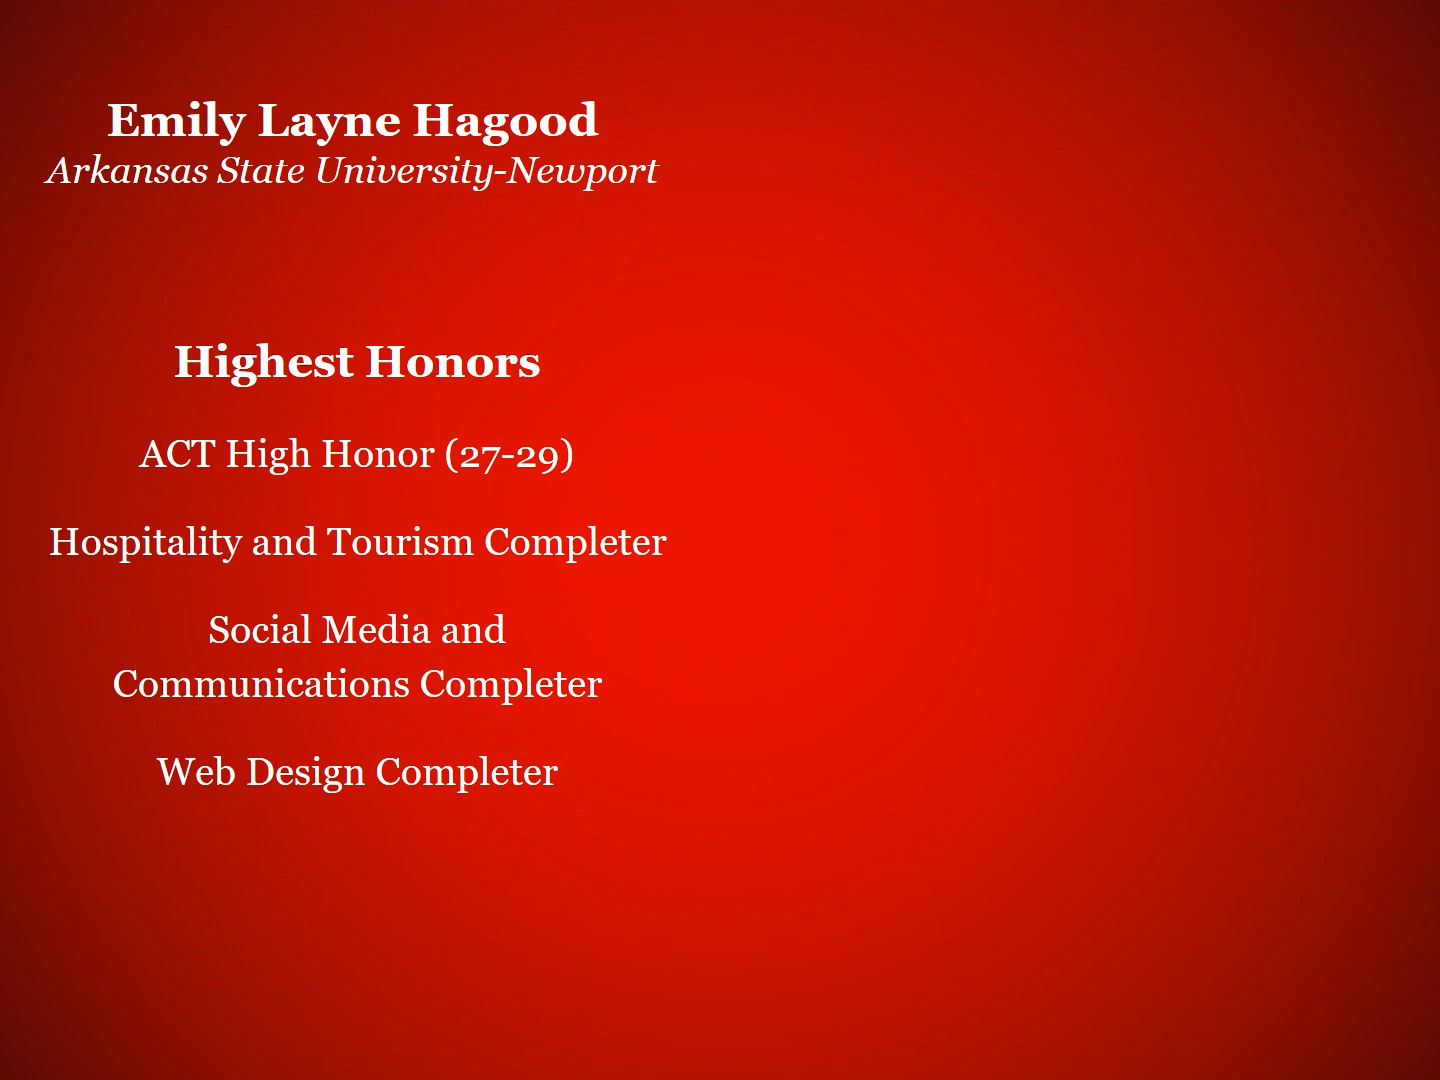 Emily Layne Hagood
Arkansas State University-Newport
Highest Honors
ACT High Honor (27-29)
Hospitality and Tourism Completer
Social Media and
Communications Completer
Web Design Completer